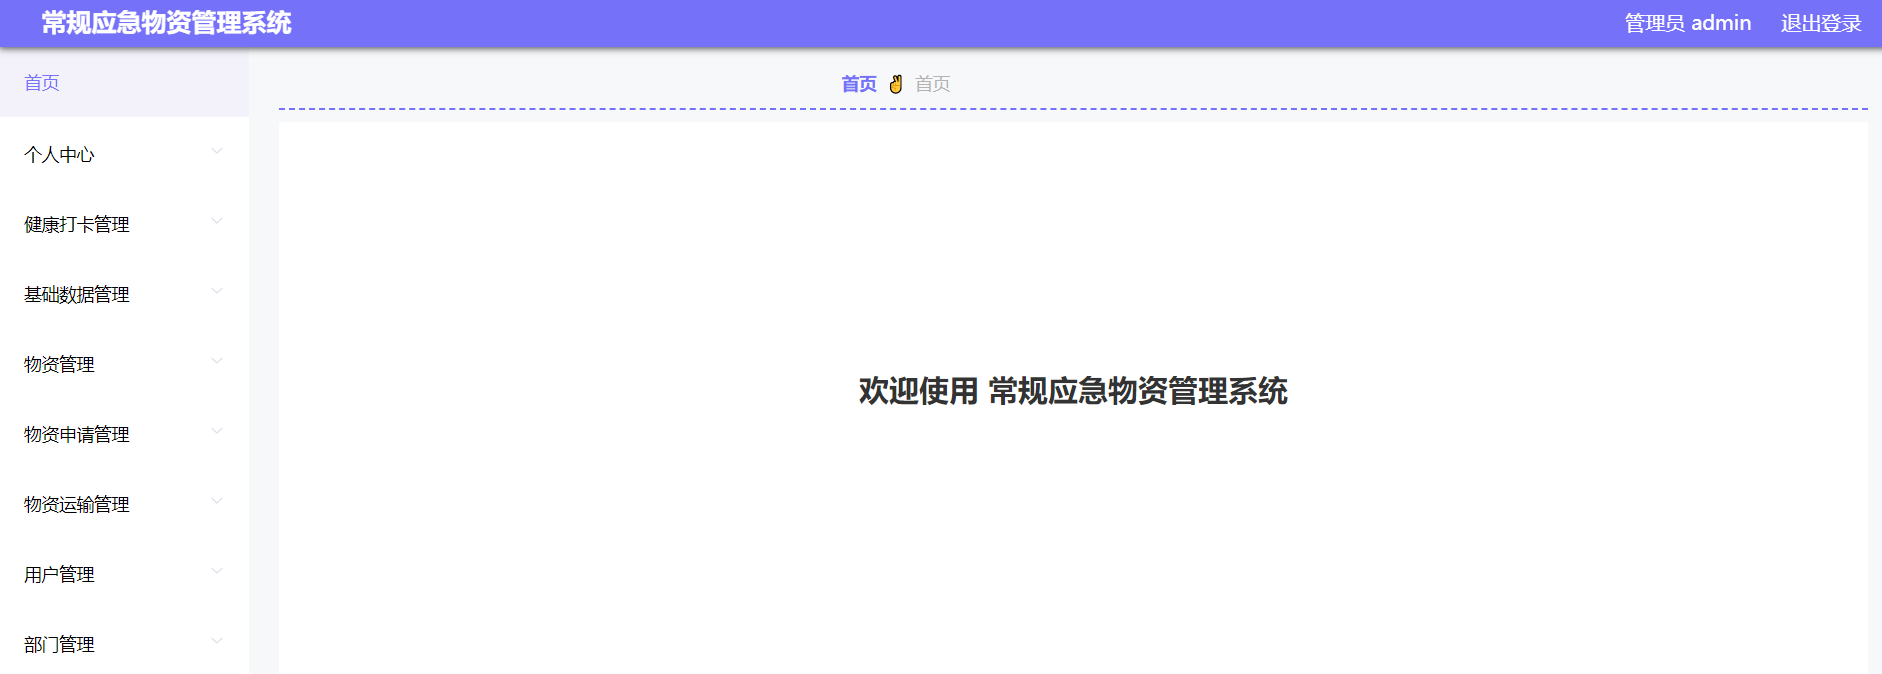 常规应急物资管理系统
管理员 admin
退出登录
首页
首页 ✌ 首页
个人中心
健康打卡管理
基础数据管理
物资管理
物资申请管理
物资运输管理
用户管理
部门管理
欢迎使用 常规应急物资管理系统